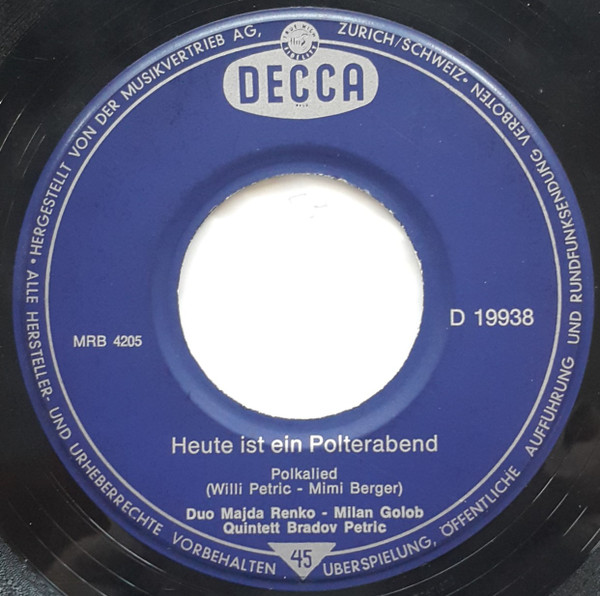 HERGESTELLT VON DER MUSIKVERTRIEB AG, ZÜRICH/SCHWEIZ •
DECCA
MRB 4205
D 19938
Heute ist ein Polterabend
Polkalied
(Willi Petric - Mimi Berger)
Duo Majda Renko - Milan Golob
Quintett Bradov Petric
45
ALLE HERSTELLER- UND URHEBERRECHTE VORBEHALTEN ÜBERSPIELUNG, ÖFFENTLICHE AUFFÜHRUNG UND RUNDFUNKSENDUNG VERBOTEN •